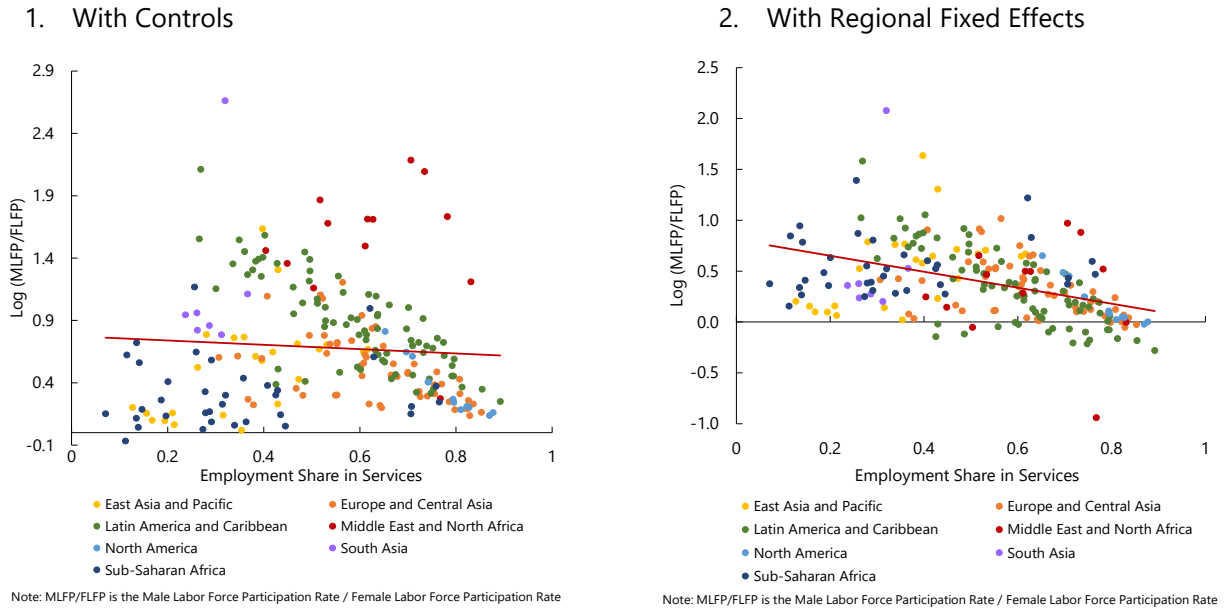 1. With Controls
2.9
2.4
1.9
1.4
0.9
0.4
-0.1
Log (MLFP/FLFP)
0 0.2 0.4 0.6 0.8 1
Employment Share in Services
East Asia and Pacific
Europe and Central Asia
Latin America and Caribbean
Middle East and North Africa
North America
South Asia
Sub-Saharan Africa
Note: MLFP/FLFP is the Male Labor Force Participation Rate / Female Labor Force Participation Rate
2. With Regional Fixed Effects
2.5
2.0
1.5
1.0
0.5
0.0
-0.5
-1.0
Log (MLFP/FLFP)
0 0.2 0.4 0.6 0.8 1
Employment Share in Services
East Asia and Pacific
Europe and Central Asia
Latin America and Caribbean
Middle East and North Africa
North America
South Asia
Sub-Saharan Africa
Note: MLFP/FLFP is the Male Labor Force Participation Rate / Female Labor Force Participation Rate